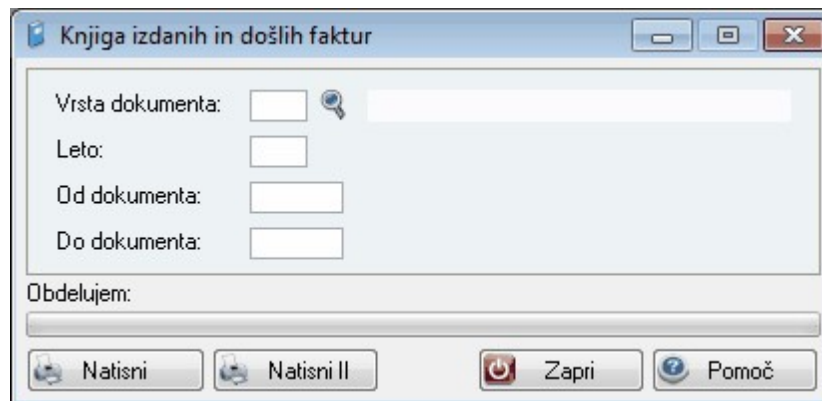 Knjiga izdanih in došlih faktur
Vrsta dokumenta:
Leto:
Od dokumenta:
Do dokumenta:
Obdelujem:
Natisni Natisni II Zapri Pomoč